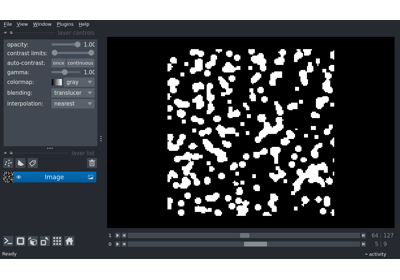 File View Window Plugins Help
layer controls
opacity: 1.00
contrast limits:
auto-contrast: once continuous
gamma: 1.00
colormap: gray
blending: translucer
interpolation: nearest
layer list
Image
1 64 127
0 5 9
Ready activity